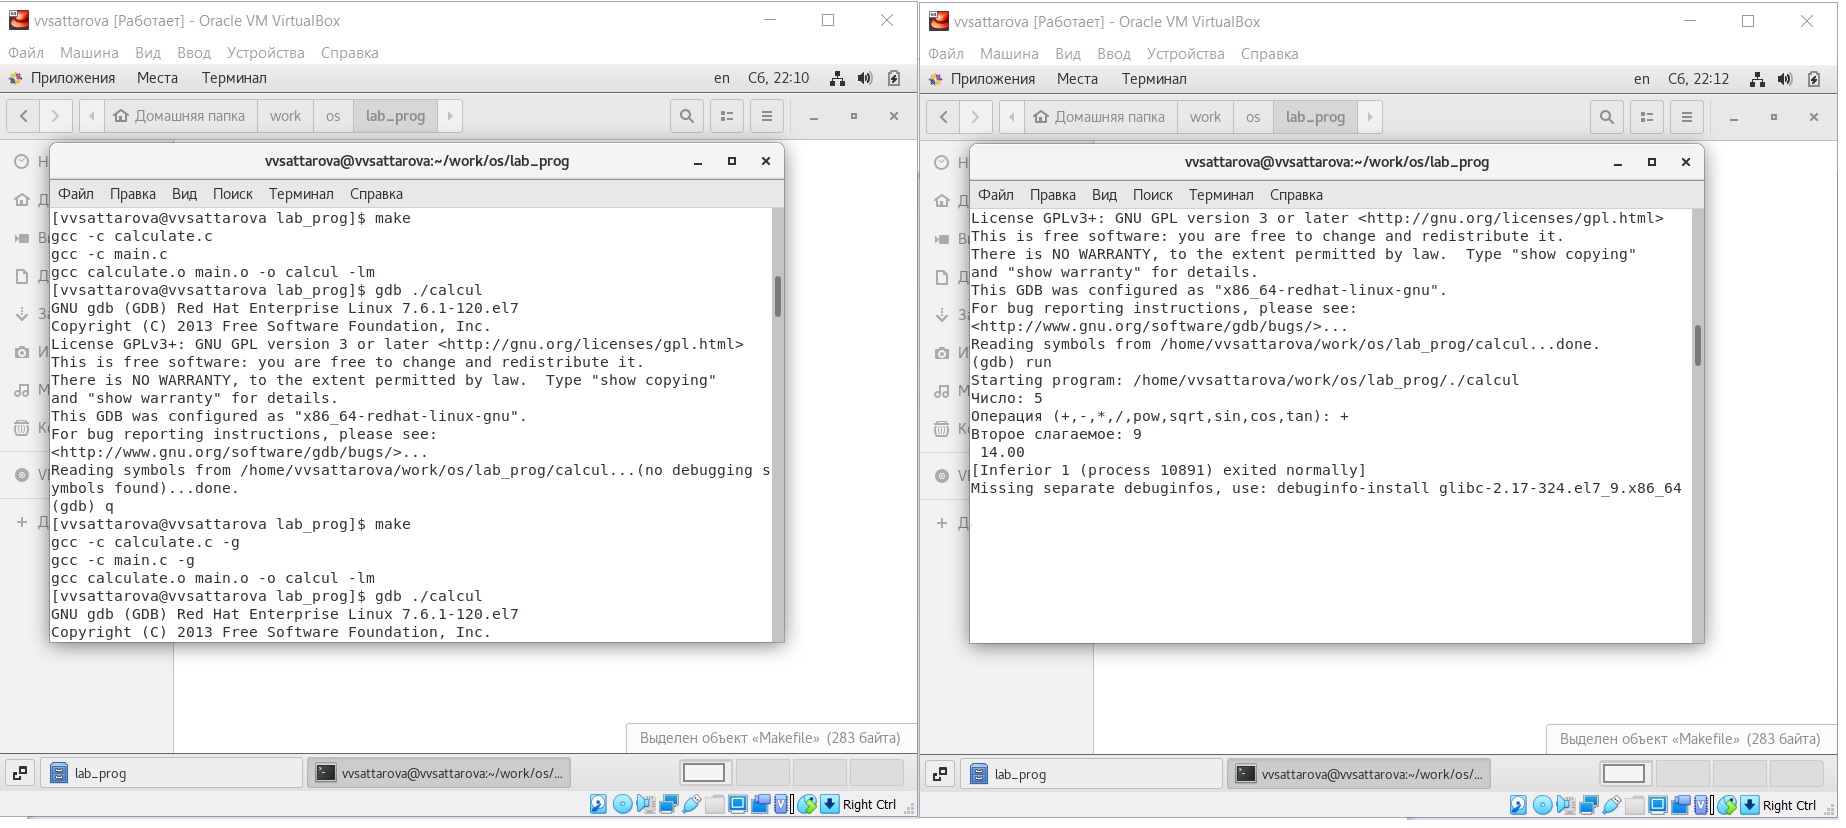 vvsattarova [Работает] - Oracle VM VirtualBox
Файл Машина Вид Ввод Устройства Справка
Приложения Места Терминал en Сб, 22:10
Домашняя папка work os lab_prog
vvsattarova@vvsattarova:~/work/os/lab_prog
Файл Правка Вид Поиск Терминал Справка
[vvsattarova@vvsattarova lab_prog]$ make
gcc -c calculate.c
gcc -c main.c
gcc calculate.o main.o -o calcul -lm
[vvsattarova@vvsattarova lab_prog]$ gdb ./calcul
GNU gdb (GDB) Red Hat Enterprise Linux 7.6.1-120.el7
Copyright (C) 2013 Free Software Foundation, Inc.
License GPLv3+: GNU GPL version 3 or later <http://gnu.org/licenses/gpl.html>
This is free software: you are free to change and redistribute it.
There is NO WARRANTY, to the extent permitted by law.  Type "show copying"
and "show warranty" for details.
This GDB was configured as "x86_64-redhat-linux-gnu".
For bug reporting instructions, please see:
<http://www.gnu.org/software/gdb/bugs/>...
Reading symbols from /home/vvsattarova/work/os/lab_prog/calcul...(no debugging s
ymbols found)...done.
(gdb) q
[vvsattarova@vvsattarova lab_prog]$ make
gcc -c calculate.c -g
gcc -c main.c -g
gcc calculate.o main.o -o calcul -lm
[vvsattarova@vvsattarova lab_prog]$ gdb ./calcul
GNU gdb (GDB) Red Hat Enterprise Linux 7.6.1-120.el7
Copyright (C) 2013 Free Software Foundation, Inc.
Выделен объект «Makefile» (283 байта)
lab_prog
vvsattarova@vvsattarova:~/work/os/...
Right Ctrl
vvsattarova [Работает] - Oracle VM VirtualBox
Файл Машина Вид Ввод Устройства Справка
Приложения Места Терминал en Сб, 22:12
Домашняя папка work os lab_prog
vvsattarova@vvsattarova:~/work/os/lab_prog
Файл Правка Вид Поиск Терминал Справка
License GPLv3+: GNU GPL version 3 or later <http://gnu.org/licenses/gpl.html>
This is free software: you are free to change and redistribute it.
There is NO WARRANTY, to the extent permitted by law.  Type "show copying"
and "show warranty" for details.
This GDB was configured as "x86_64-redhat-linux-gnu".
For bug reporting instructions, please see:
<http://www.gnu.org/software/gdb/bugs/>...
Reading symbols from /home/vvsattarova/work/os/lab_prog/calcul...done.
(gdb) run
Starting program: /home/vvsattarova/work/os/lab_prog/./calcul
Число: 5
Операция (+,-,*,/,pow,sqrt,sin,cos,tan): +
Второе слагаемое: 9
14.00
[Inferior 1 (process 10891) exited normally]
Missing separate debuginfos, use: debuginfo-install glibc-2.17-324.el7_9.x86_64
Выделен объект «Makefile» (283 байта)
lab_prog
vvsattarova@vvsattarova:~/work/os/...
Right Ctrl